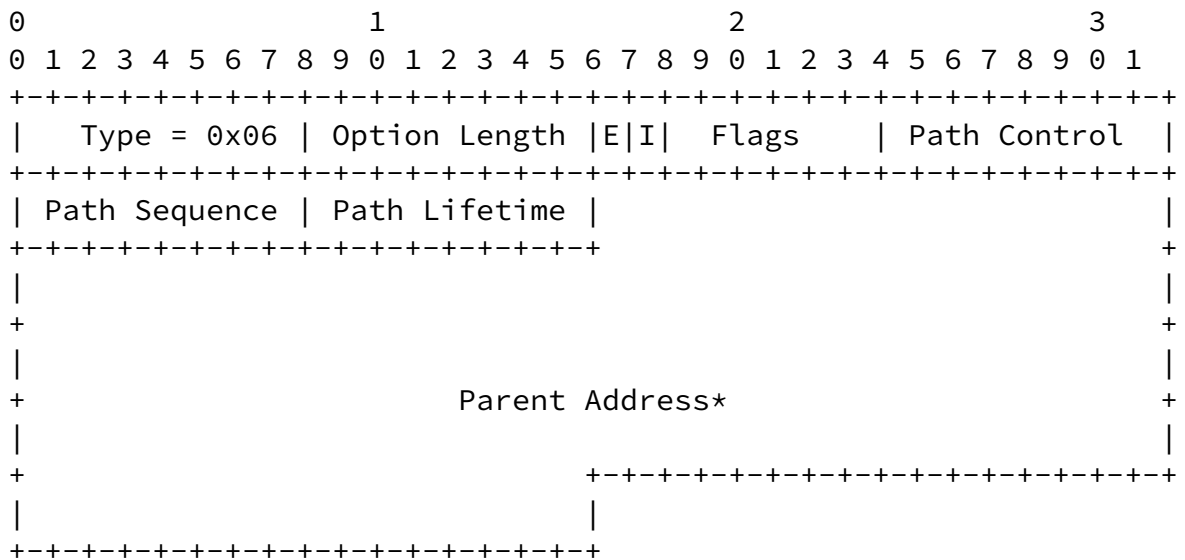 0                   1                   2                   3
0 1 2 3 4 5 6 7 8 9 0 1 2 3 4 5 6 7 8 9 0 1 2 3 4 5 6 7 8 9 0 1
+-+-+-+-+-+-+-+-+-+-+-+-+-+-+-+-+-+-+-+-+-+-+-+-+-+-+-+-+-+-+-+-+
|   Type = 0x06 | Option Length |E|I|  Flags    | Path Control  |
+-+-+-+-+-+-+-+-+-+-+-+-+-+-+-+-+-+-+-+-+-+-+-+-+-+-+-+-+-+-+-+-+
| Path Sequence | Path Lifetime |                               |
+-+-+-+-+-+-+-+-+-+-+-+-+-+-+-+-+                               +
|                                                               |
+                                                               +
|                                                               |
+                        Parent Address*                        +
|                                                               |
+                               +-+-+-+-+-+-+-+-+-+-+-+-+-+-+-+-+
|                               |
+-+-+-+-+-+-+-+-+-+-+-+-+-+-+-+-+